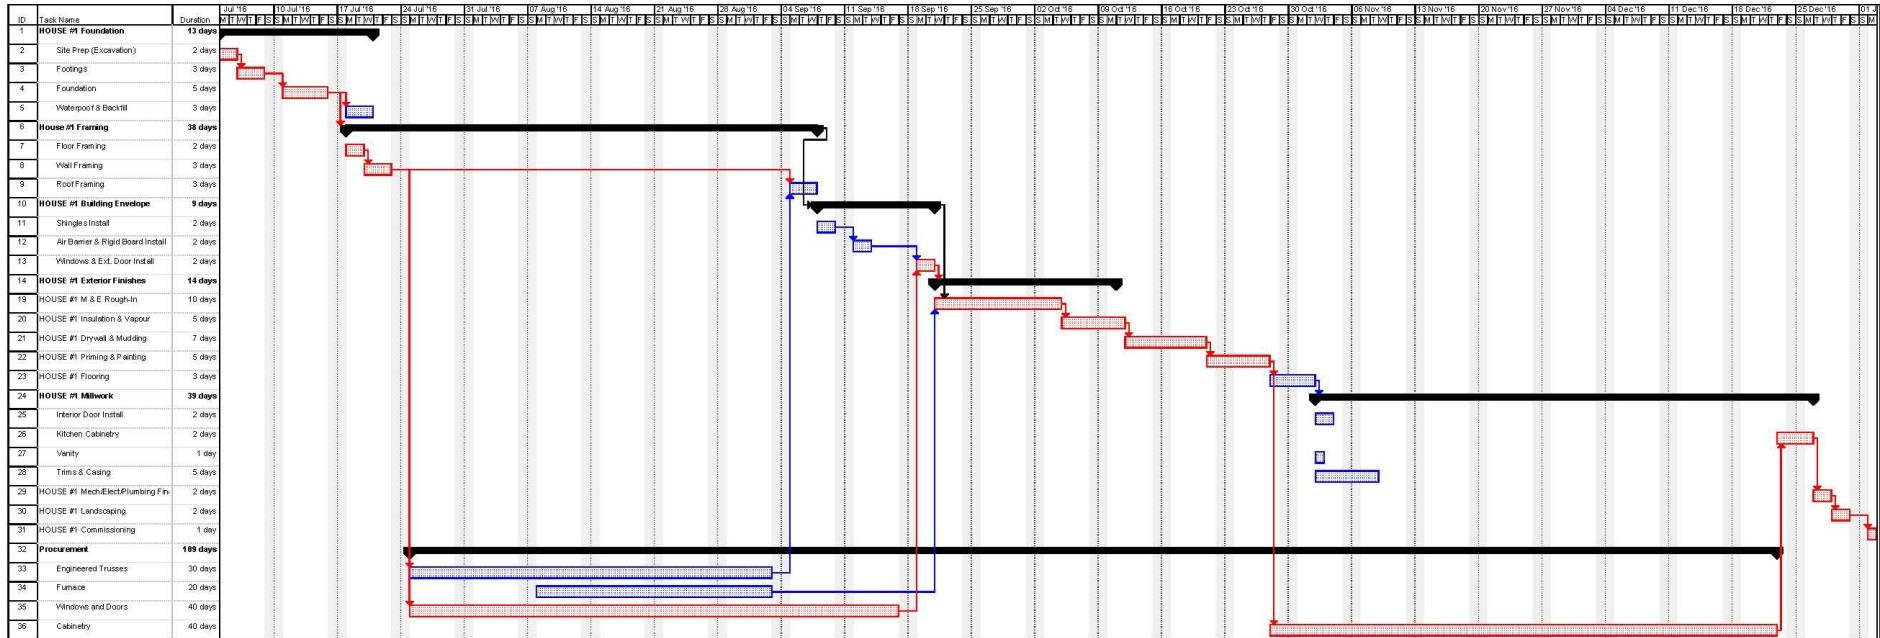 Jul '16 10 Jul '16 17 Jul '16 24 Jul '16 31 Jul '16 07 Aug '16 14 Aug '16 21 Aug '16 28 Aug '16 04 Sep '16 11 Sep '16 18 Sep '16 25 Sep '16 02 Oct '16 09 Oct '16 16 Oct '16 23 Oct '16 30 Oct '16 06 Nov '16 13 Nov '16 20 Nov '16 27 Nov '16 04 Dec '16 11 Dec '16 18 Dec '16 25 Dec '16 01 J
ID Task Name Duration
1 HOUSE #1 Foundation 13 days
2 Site Prep (Excavation) 2 days
3 Footings 3 days
4 Foundation 5 days
5 Waterpoof & Backfill 3 days
6 House #1 Framing 38 days
7 Floor Framing 2 days
8 Wall Framing 3 days
9 Roof Framing 3 days
10 HOUSE #1 Building Envelope 9 days
11 Shingles Install 2 days
12 Air Barrier & Rigid Board Install 2 days
13 Windows & Ext. Door Install 2 days
14 HOUSE #1 Exterior Finishes 14 days
19 HOUSE #1 M & E Rough-In 10 days
20 HOUSE #1 Insulation & Vapour 5 days
21 HOUSE #1 Drywall & Mudding 7 days
22 HOUSE #1 Priming & Painting 5 days
23 HOUSE #1 Flooring 3 days
24 HOUSE #1 Millwork 39 days
25 Interior Door Install 2 days
26 Kitchen Cabinetry 2 days
27 Vanity 1 day
28 Trims & Casing 5 days
29 HOUSE #1 Mech/Elect/Plumbing Fin 2 days
30 HOUSE #1 Landscaping 2 days
31 HOUSE #1 Commissioning 1 day
32 Procurement 109 days
33 Engineered Trusses 30 days
34 Furnace 20 days
35 Windows and Doors 40 days
36 Cabinetry 40 days